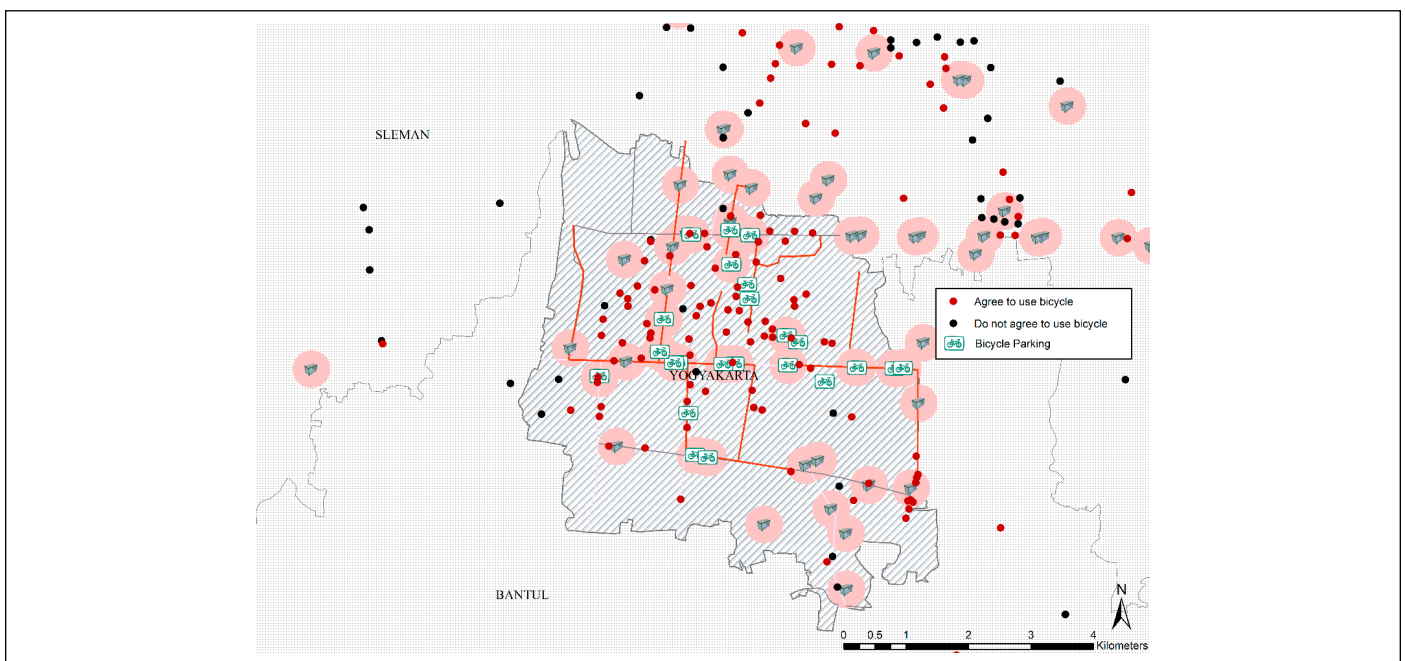 SLEMAN
Agree to use bicycle
Do not agree to use bicycle
Bicycle Parking
YOGYAKARTA
BANTUL
N
0 0.5 1 2 3 4
Kilometers